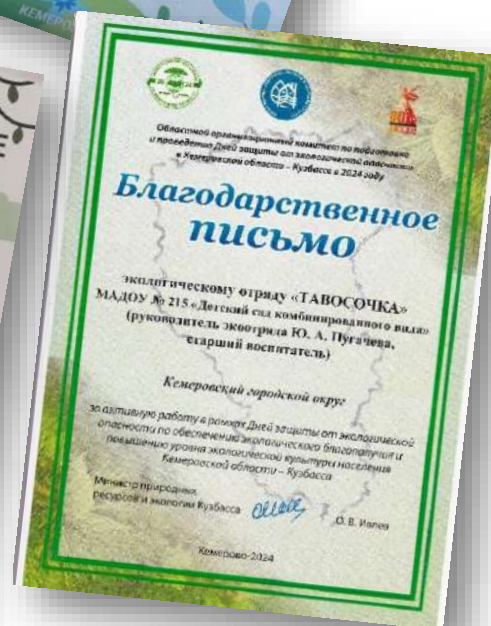 КЕМЕРО
Областной организационный комитет по подготовке
и проведению Дней защиты от экологической опасности
в Кемеровской области – Кузбассе в 2024 году
Благодарственное
письмо
экологическому отряду «ТАВОСОЧКА»
МАДОУ № 215 «Детский сад комбинированного вида»
(руководитель экоотряда Ю. А. Пугачева,
старший воспитатель)
Кемеровский городской округ
за активную работу в рамках Дней защиты от экологической
опасности по обеспечению экологического благополучия и
повышению уровня экологической культуры населения
Кемеровской области – Кузбасса
Министр природных
ресурсов и экологии Кузбасса
О. В. Ивлев
Кемерово-2024